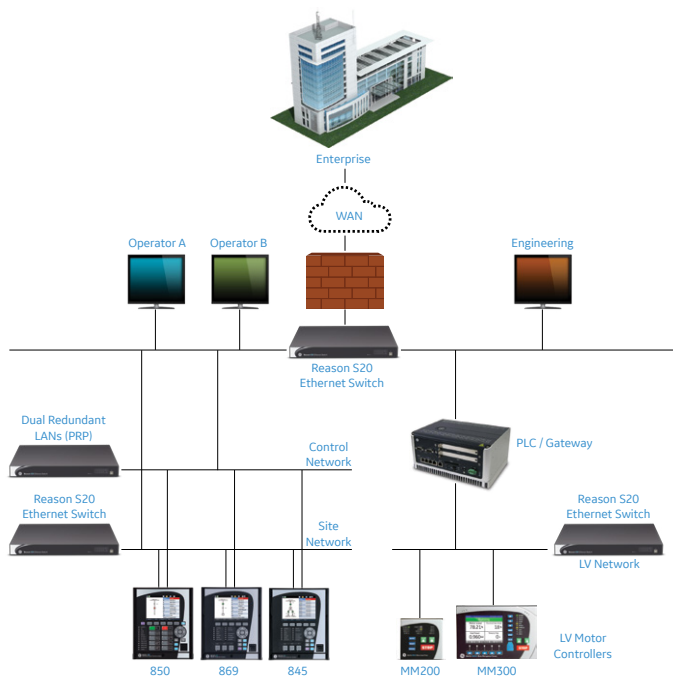 Enterprise
WAN
Operator A
Operator B
Engineering
Reason S20
Ethernet Switch
Dual Redundant
LANs (PRP)
Control
Network
PLC / Gateway
Reason S20
Ethernet Switch
Site
Network
Reason S20
Ethernet Switch
LV Network
850
869
845
MM200
MM300
LV Motor
Controllers